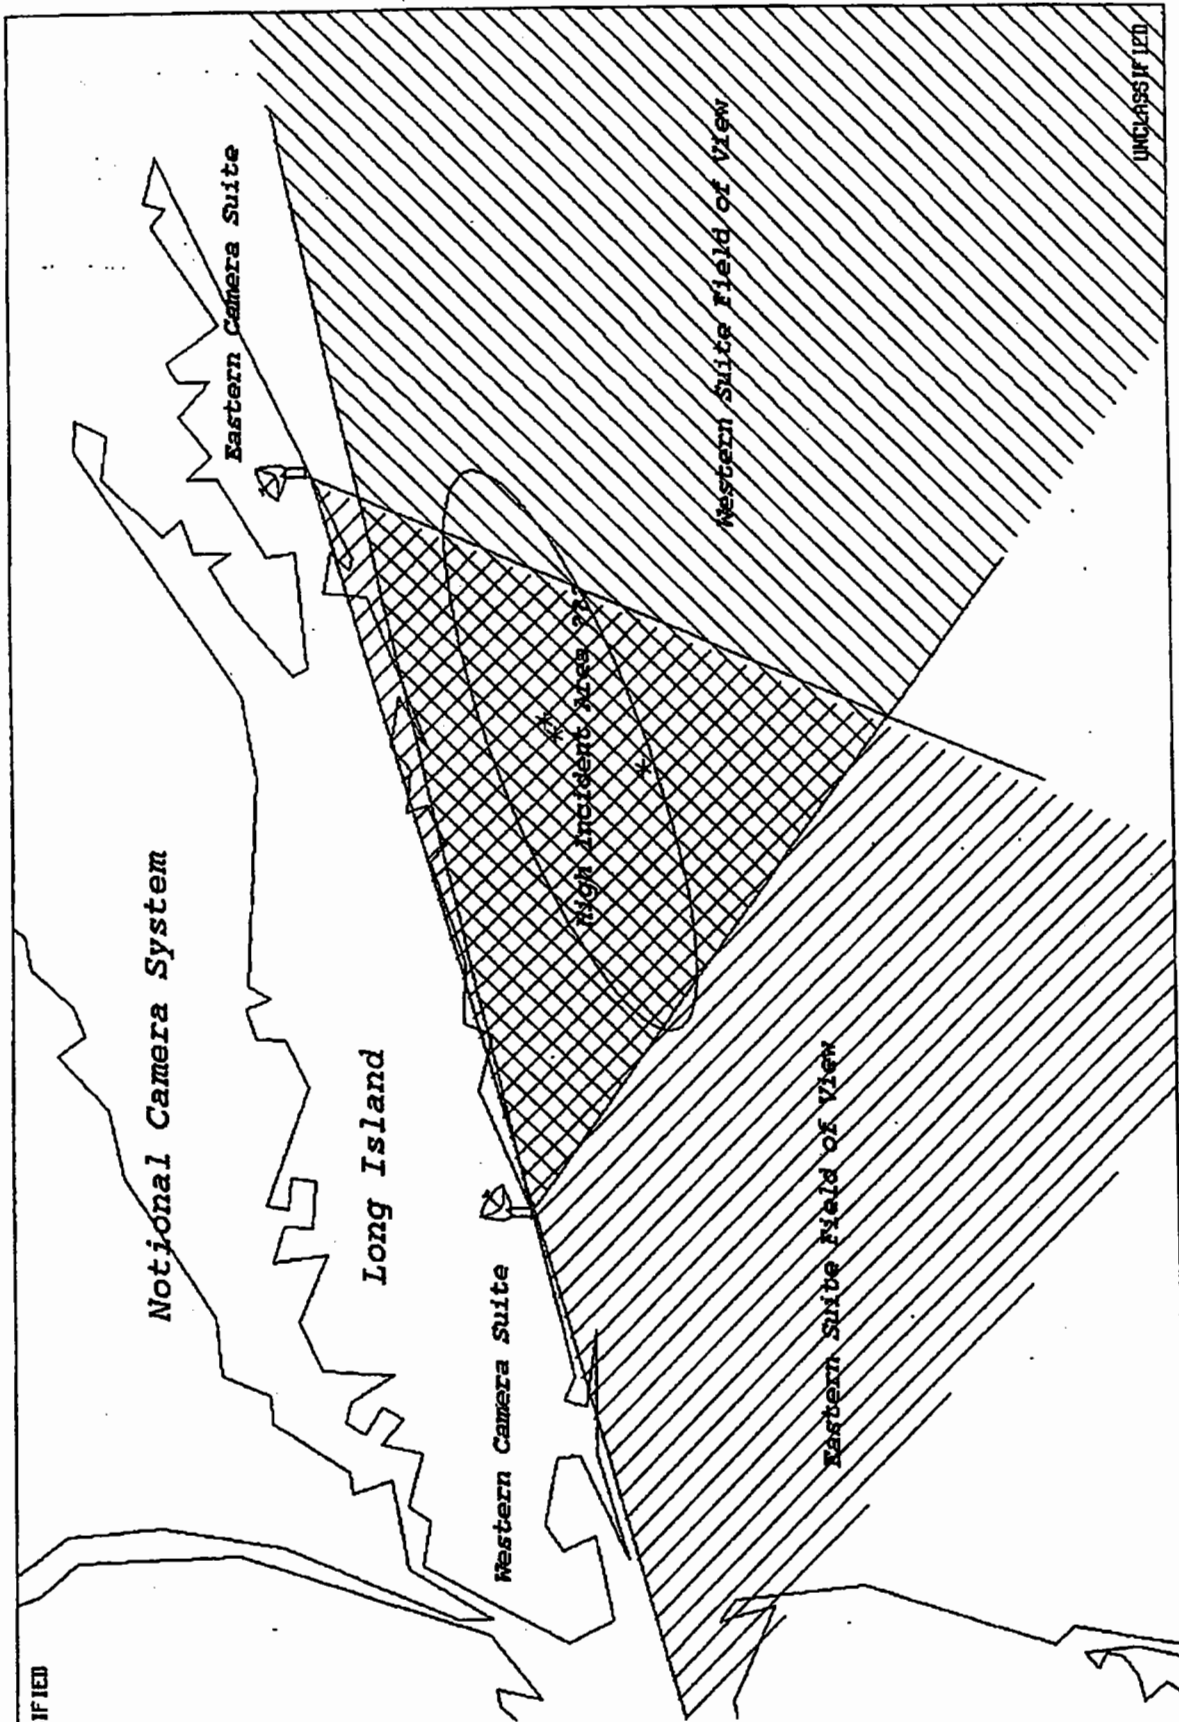 UNCLASSIFIED
Notional Camera System
Eastern Camera Suite
Long Island
High Incident Area ???
Western Camera Suite
Western Suite Field of View
Eastern Suite Field of View
IFIED